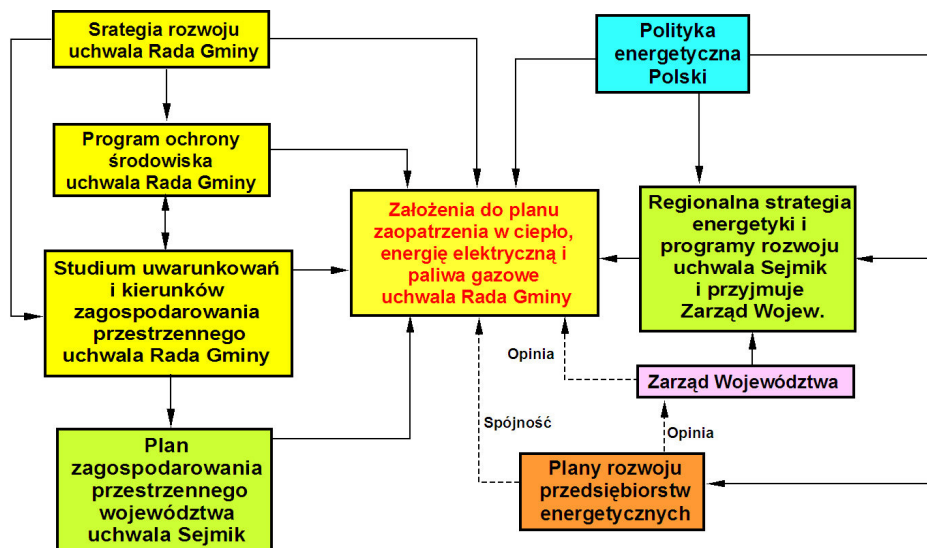 Srategia rozwoju
uchwala Rada Gminy
Polityka
energetyczna
Polski
Program ochrony
środowiska
uchwala Rada Gminy
Założenia do planu
zaopatrzenia w ciepło,
energię elektryczną i
paliwa gazowe
uchwala Rada Gminy
Regionalna strategia
energetyki i
programy rozwoju
uchwala Sejmik
i przyjmuje
Zarząd Wojew.
Studium uwarunkowań
i kierunków
zagospodarowania
przestrzennego
uchwala Rada Gminy
Opinia
Zarząd Województwa
Spójność
Opinia
Plan
zagospodarowania
przestrzennego
województwa
uchwala Sejmik
Plany rozwoju
przedsiębiorstw
energetycznych